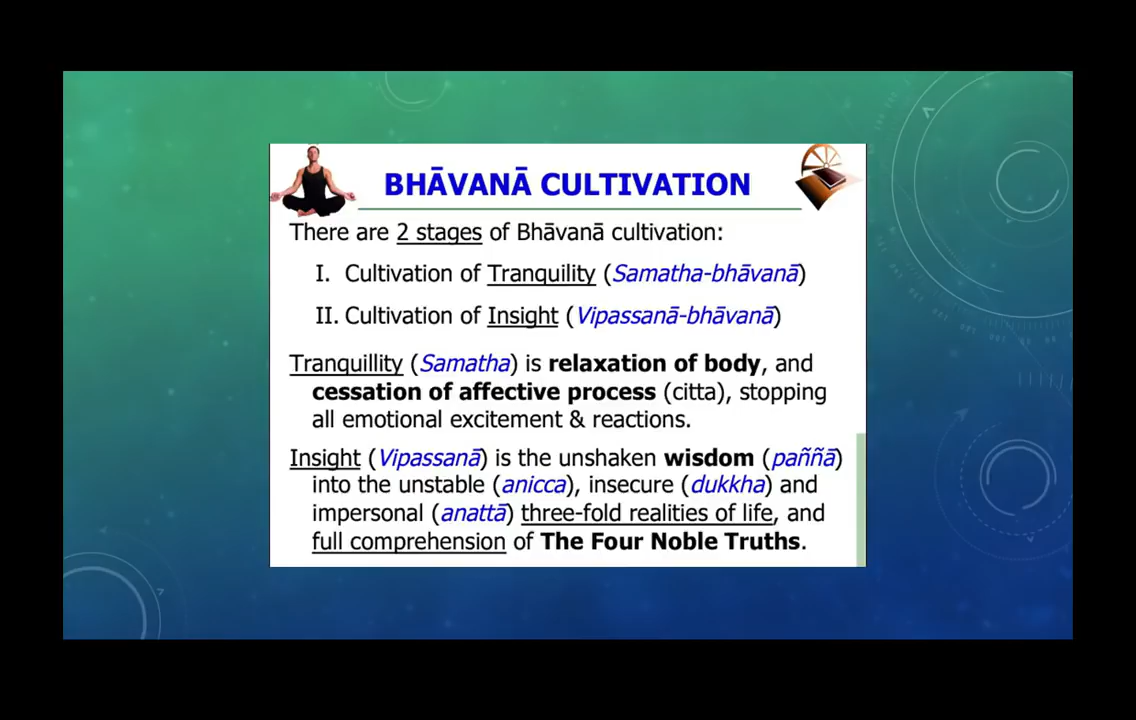 BHĀVANĀ CULTIVATION
There are 2 stages of Bhāvanā cultivation:
I. Cultivation of Tranquility (Samatha-bhāvanā)
II. Cultivation of Insight (Vipassanā-bhāvanā)
Tranquillity (Samatha) is relaxation of body, and
cessation of affective process (citta), stopping
all emotional excitement & reactions.
Insight (Vipassanā) is the unshaken wisdom (paññā)
into the unstable (anicca), insecure (dukkha) and
impersonal (anattā) three-fold realities of life, and
full comprehension of The Four Noble Truths.